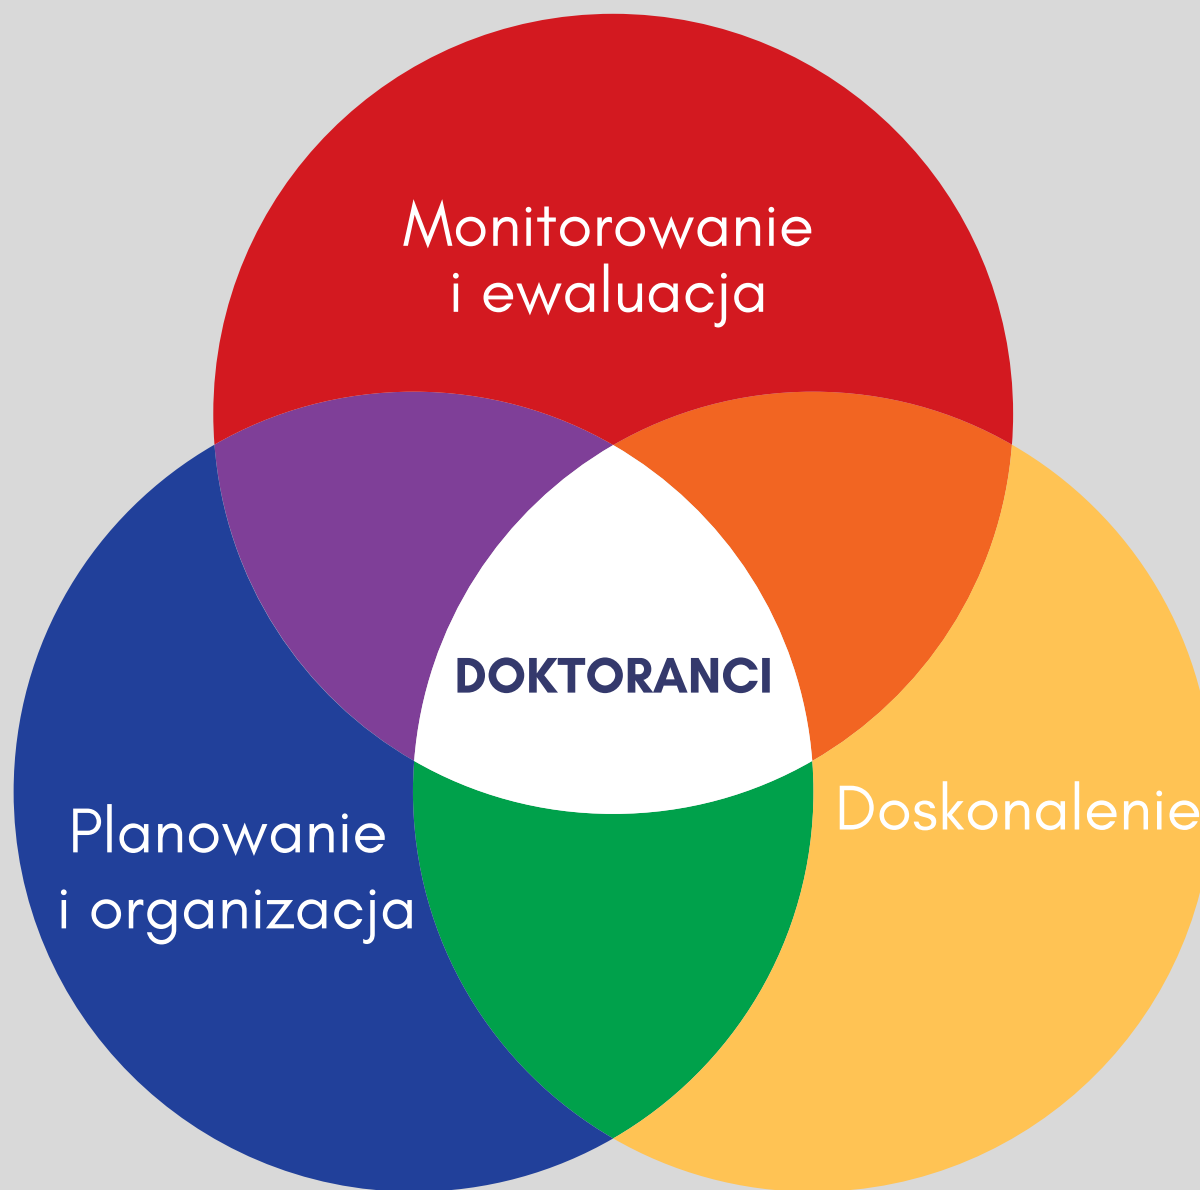 Monitorowanie
i ewaluacja
DOKTORANCI
Planowanie
i organizacja
Doskonalenie